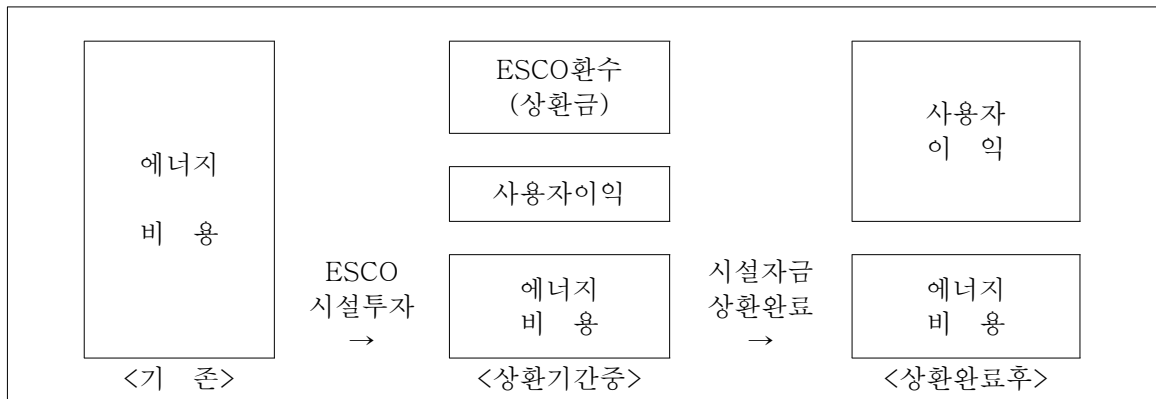 에너지
비 용
<기 존>
ESCO
시설투자
→
ESCO환수
(상환금)
사용자이익
에너지
비 용
<상환기간중>
시설자금
상환완료
→
사용자
이 익
에너지
비 용
<상환완료후>